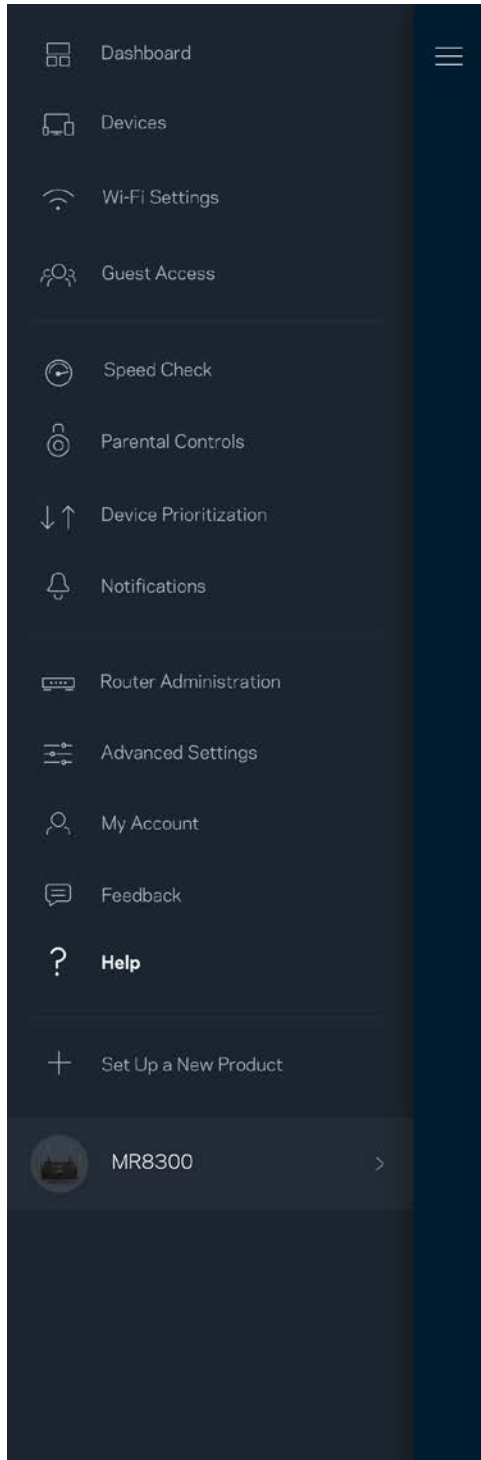 Dashboard
Devices
Wi-Fi Settings
Guest Access
Speed Check
Parental Controls
Device Prioritization
Notifications
Router Administration
Advanced Settings
My Account
Feedback
? Help
Set Up a New Product
MR8300